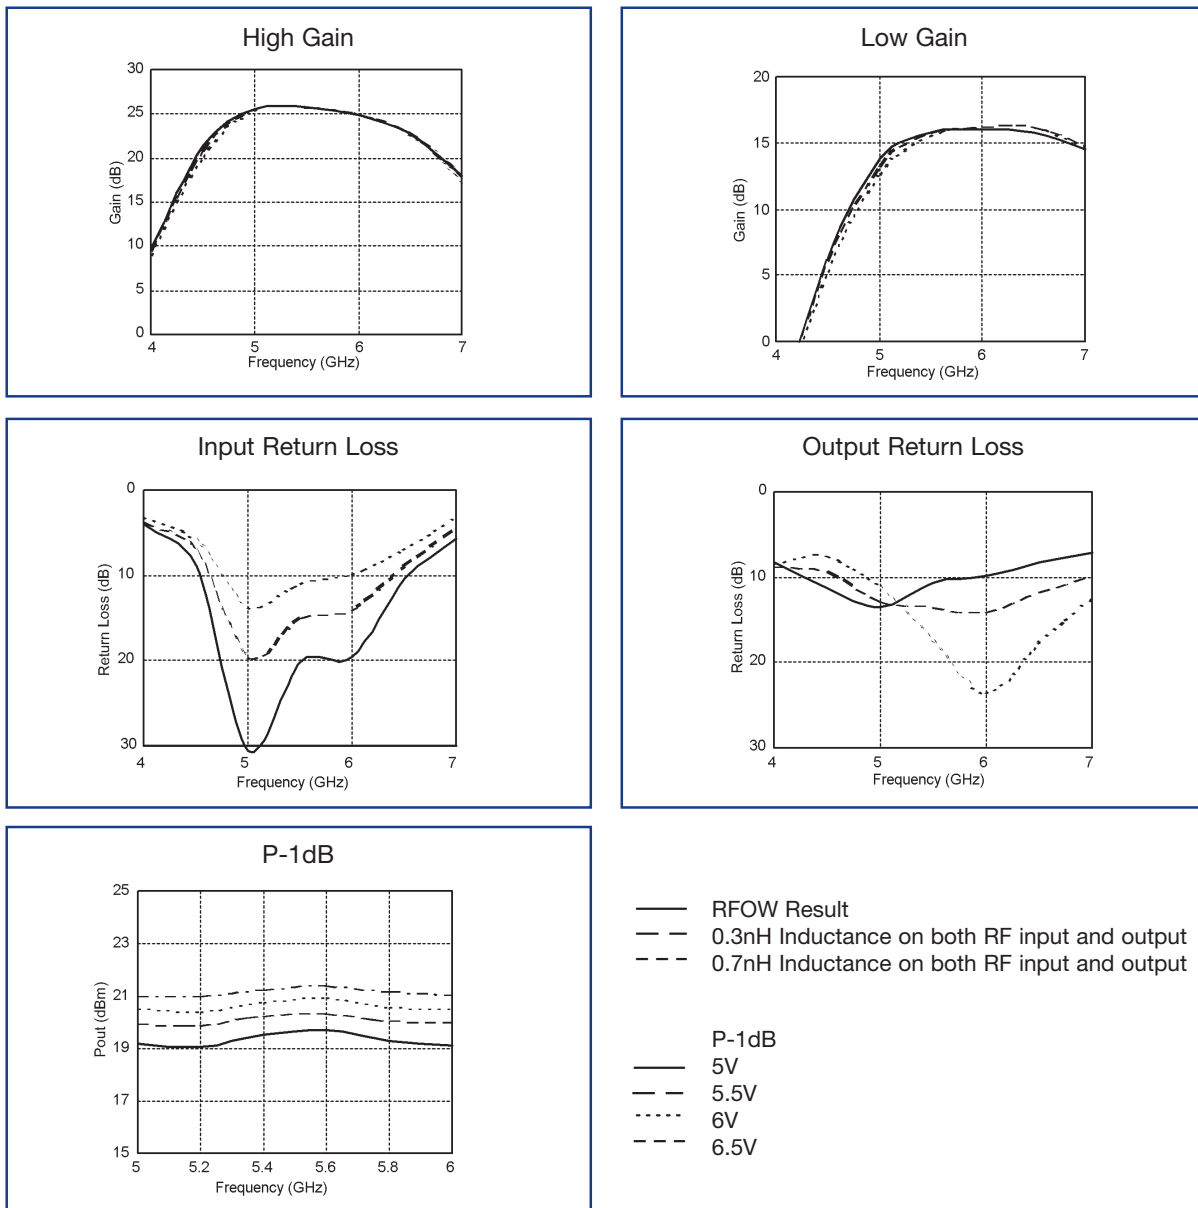 High Gain
30
25
20
15
10
5
0
Gain (dB)
4 5 6 7
Frequency (GHz)
Low Gain
20
15
10
5
0
Gain (dB)
4 5 6 7
Frequency (GHz)
Input Return Loss
0
10
20
30
Return Loss (dB)
4 5 6 7
Frequency (GHz)
Output Return Loss
0
10
20
30
Return Loss (dB)
4 5 6 7
Frequency (GHz)
P-1dB
25
23
21
19
17
15
Pout (dBm)
5 5.2 5.4 5.6 5.8 6
Frequency (GHz)
RFOW Result
0.3nH Inductance on both RF input and output
0.7nH Inductance on both RF input and output
P-1dB
5V
5.5V
6V
6.5V